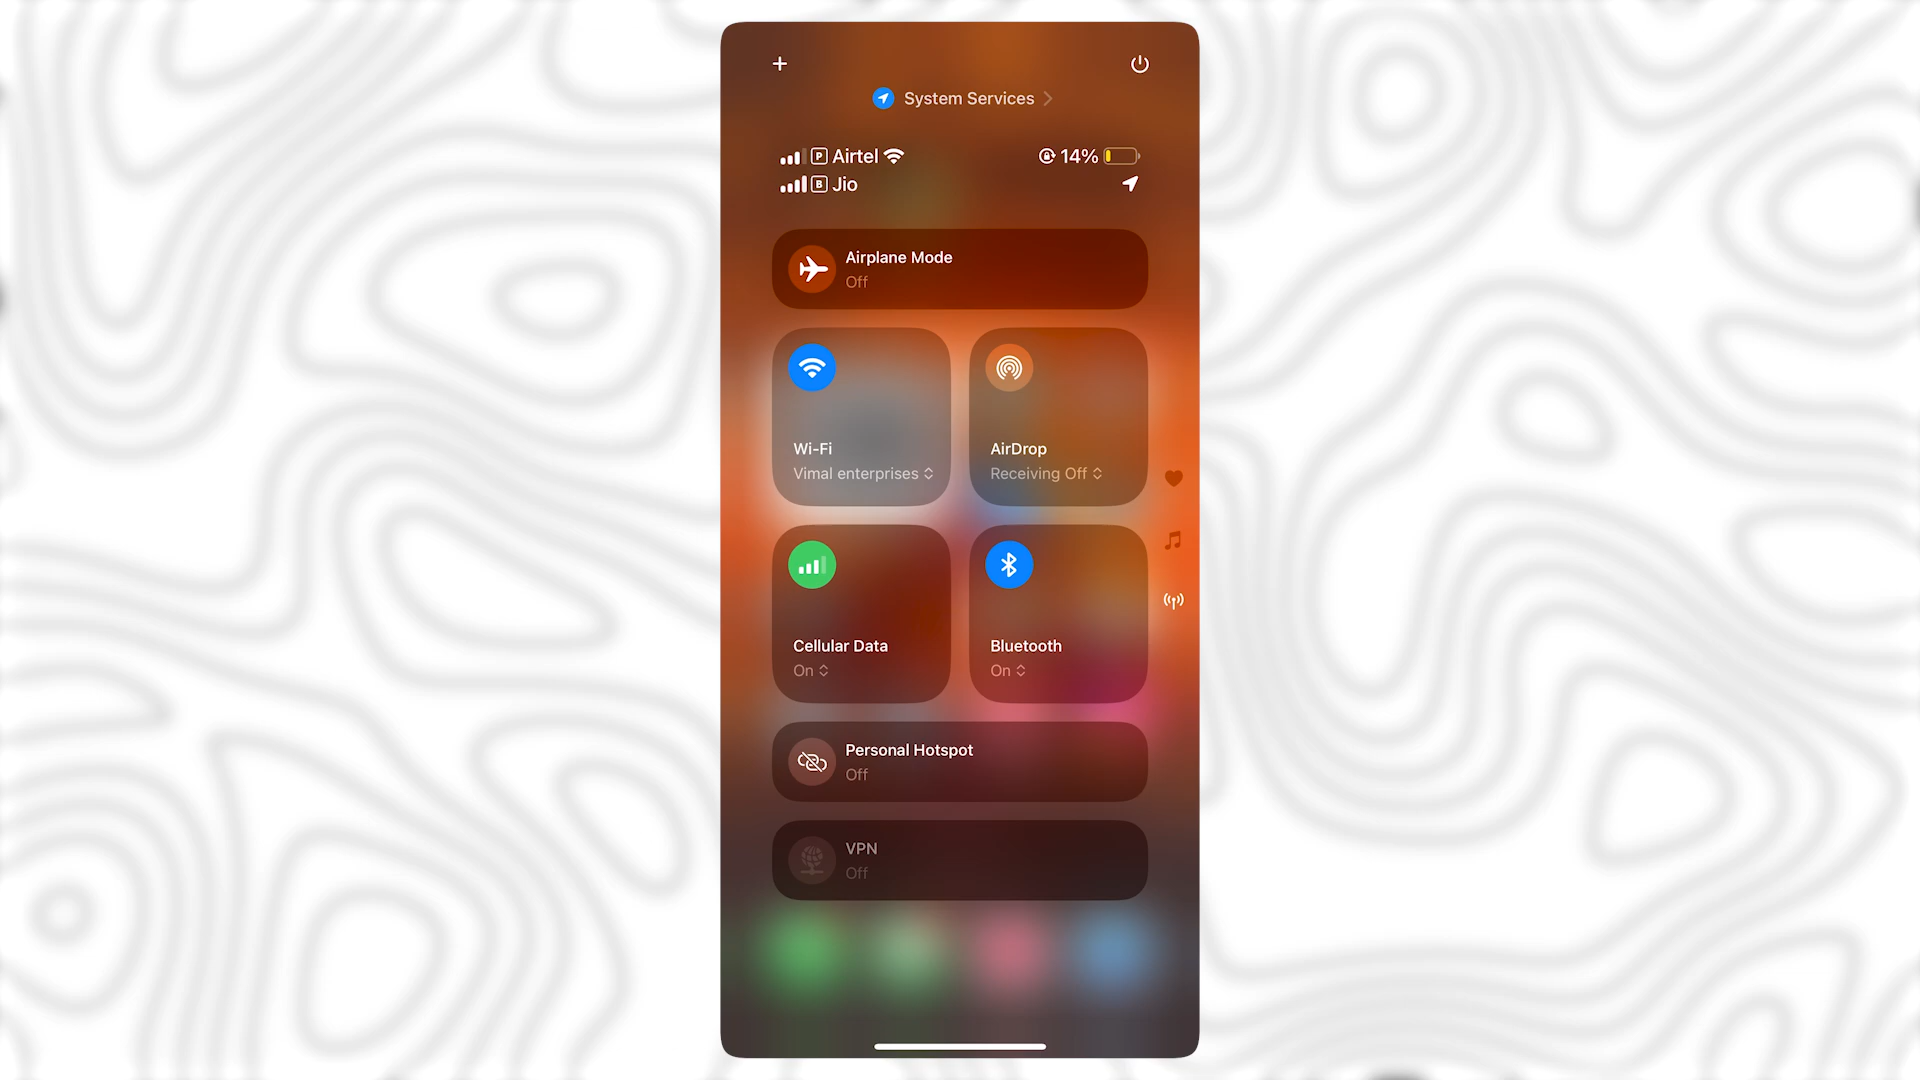 System Services
P Airtel 14%
B Jio
Airplane Mode
Off
Wi-Fi
Vimal enterprises
AirDrop
Receiving Off
Cellular Data
On
Bluetooth
On
Personal Hotspot
Off
VPN
Off